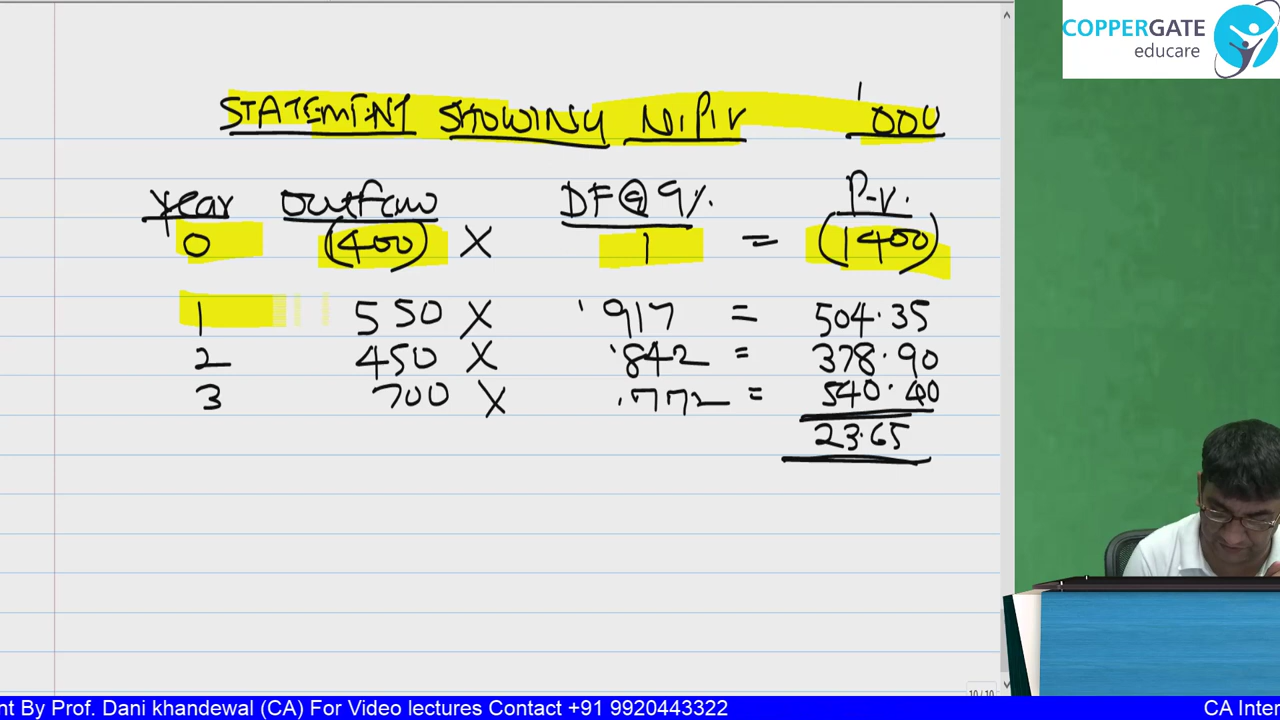 COPPERGATE
educare
STATEMENT SHOWING N.P.V '000
Year Outflow DF@9% P.V.
0 (1400) X 1 = (1400)
1 550 X .917 = 504.35
2 450 X .842 = 378.90
3 700 X .772 = 540.40
23.65
10/10
nt By Prof. Dani khandewal (CA) For Video lectures Contact +91 9920443322 CA Inter